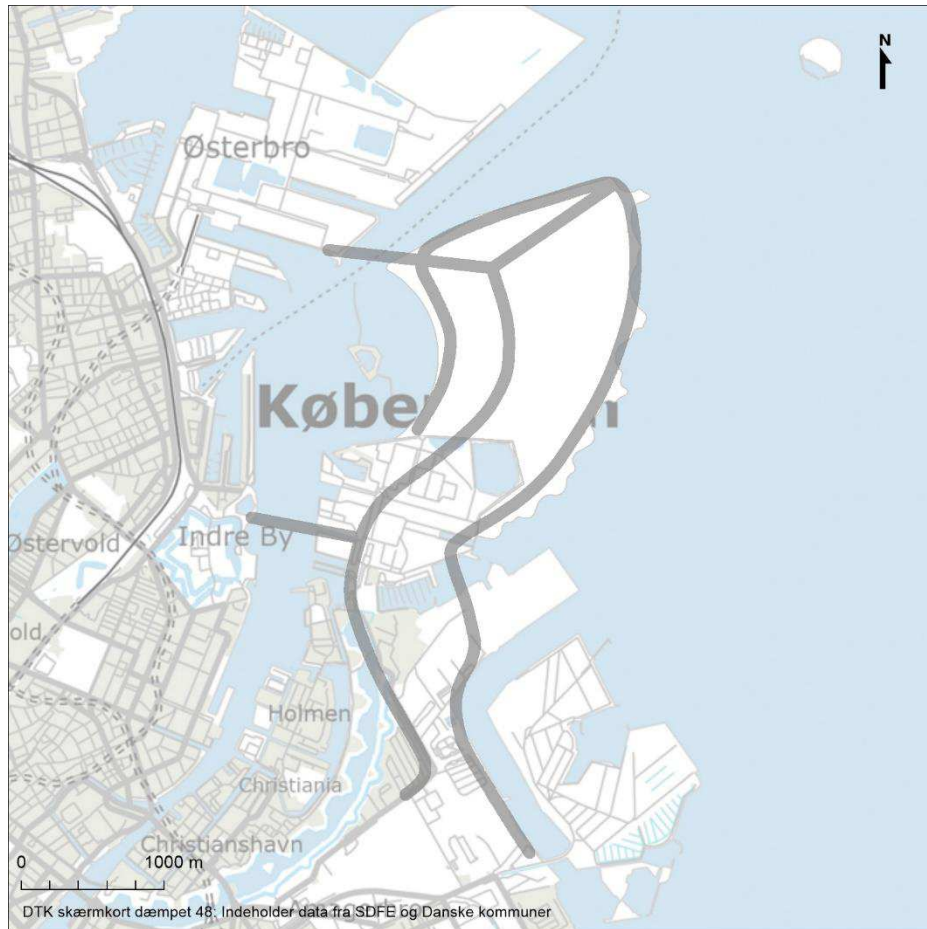 N
Østerbro
Københ n
Indre By
Østervold
old
Holmen
Christiania
Christianshavn
0 1000 m
Amagerbro
DTK skærmkort dæmpet 48: Indeholder data fra SDFE og Danske kommuner